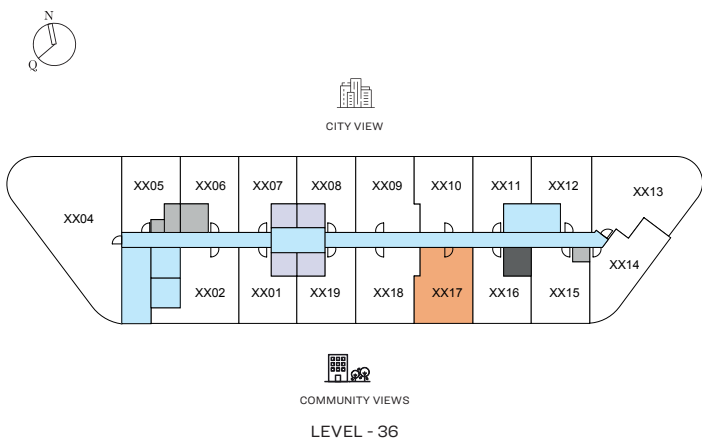 N
Q
CITY VIEW
XX05 XX06 XX07 XX08 XX09 XX10 XX11 XX12
XX04 XX13
XX14
XX02 XX01 XX19 XX18 XX17 XX16 XX15
COMMUNITY VIEWS
LEVEL - 36